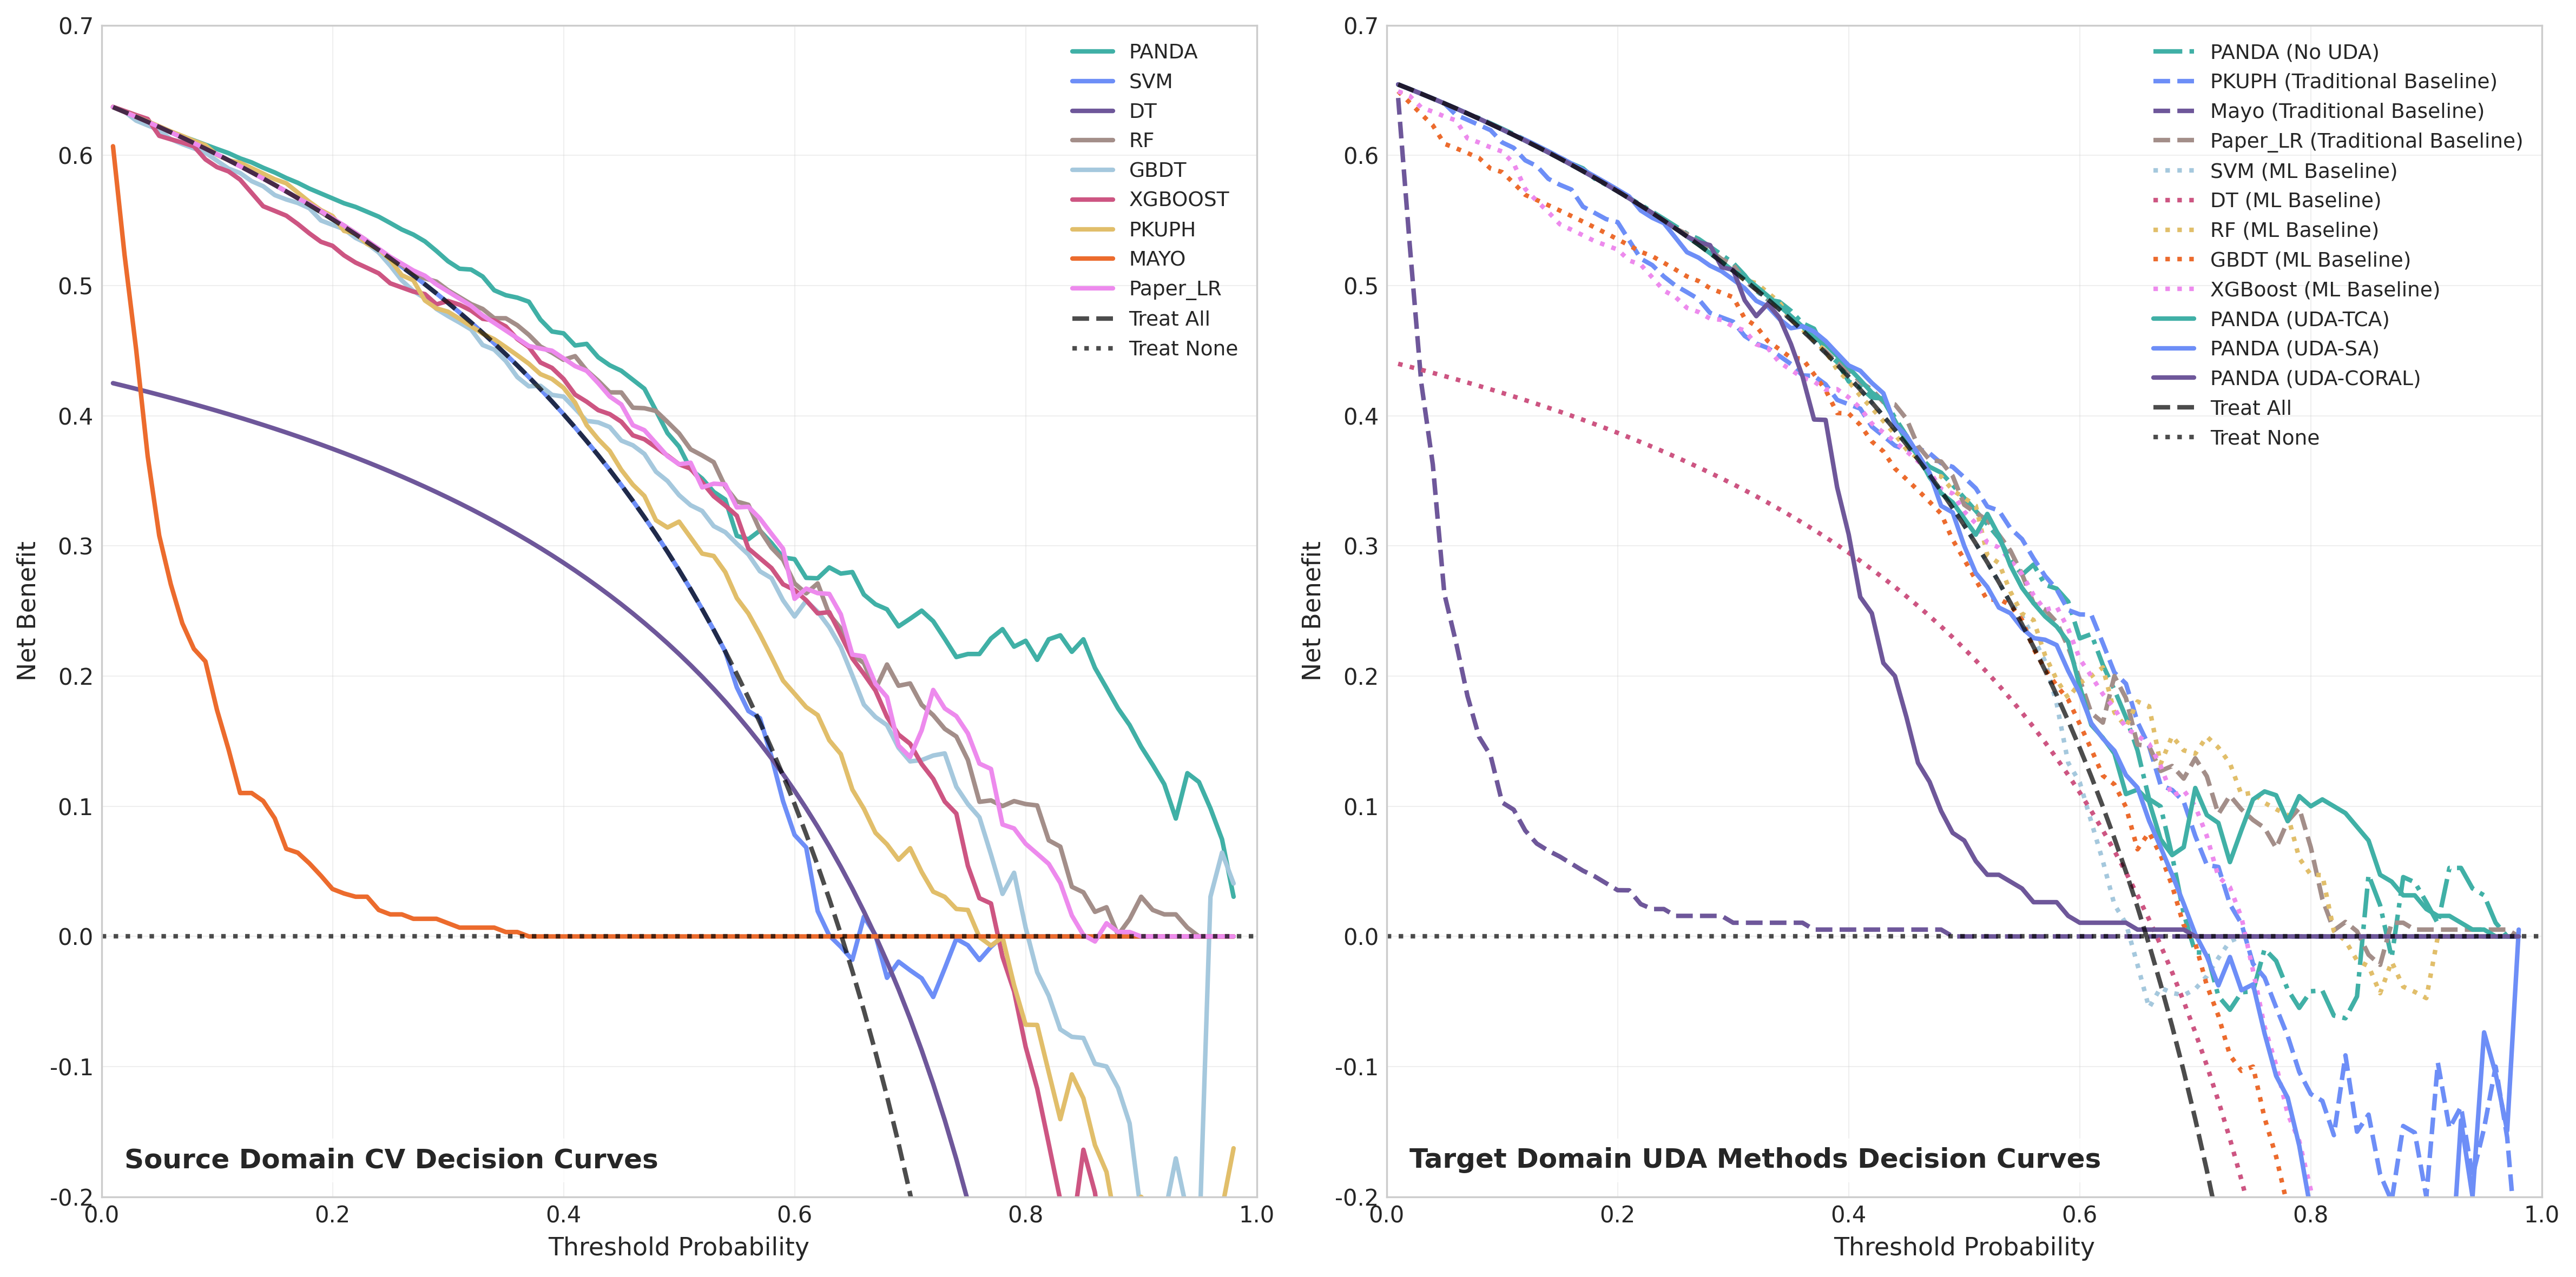 0.7
0.6
0.5
0.4
0.3
0.2
0.1
0.0
-0.1
-0.2
Net Benefit
0.0 0.2 0.4 0.6 0.8 1.0
Threshold Probability
PANDA
SVM
DT
RF
GBDT
XGBOOST
PKUPH
MAYO
Paper_LR
Treat All
Treat None
Source Domain CV Decision Curves
0.7
0.6
0.5
0.4
0.3
0.2
0.1
0.0
-0.1
-0.2
Net Benefit
0.0 0.2 0.4 0.6 0.8 1.0
Threshold Probability
PANDA (No UDA)
PKUPH (Traditional Baseline)
Mayo (Traditional Baseline)
Paper_LR (Traditional Baseline)
SVM (ML Baseline)
DT (ML Baseline)
RF (ML Baseline)
GBDT (ML Baseline)
XGBoost (ML Baseline)
PANDA (UDA-TCA)
PANDA (UDA-SA)
PANDA (UDA-CORAL)
Treat All
Treat None
Target Domain UDA Methods Decision Curves